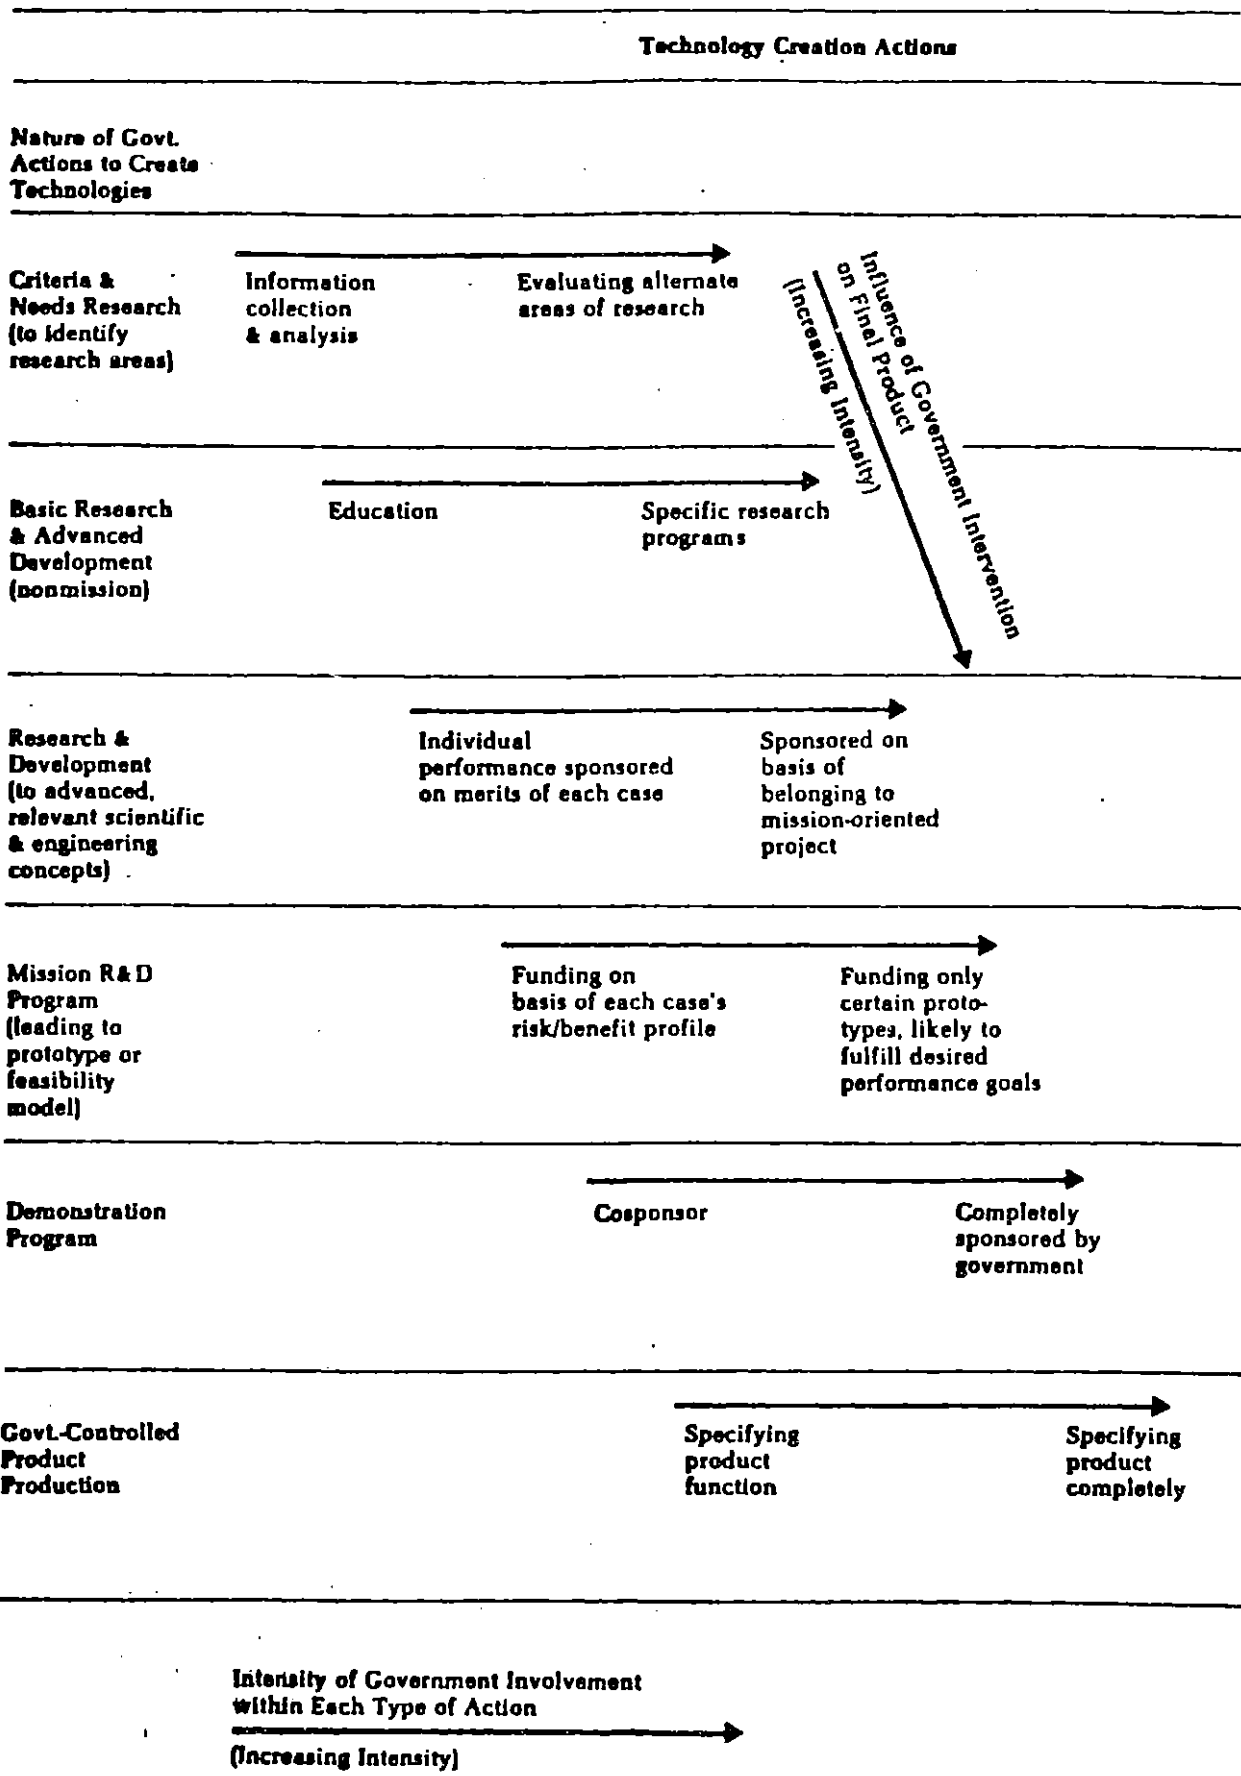 Technology Creation Actions
Nature of Govt.
Actions to Create
Technologies
Criteria &
Needs Research
(to identify
research areas)
Information
collection
& analysis
Evaluating alternate
areas of research
Influence of Government Intervention
on Final Product
(Increasing Intensity)
Basic Research
& Advanced
Development
(nonmission)
Education
Specific research
programs
Research &
Development
(to advanced,
relevant scientific
& engineering
concepts)
Individual
performance sponsored
on merits of each case
Sponsored on
basis of
belonging to
mission-oriented
project
Mission R&D
Program
(leading to
prototype or
feasibility
model)
Funding on
basis of each case's
risk/benefit profile
Funding only
certain proto-
types, likely to
fulfill desired
performance goals
Demonstration
Program
Cosponsor
Completely
sponsored by
government
Govt.-Controlled
Product
Production
Specifying
product
function
Specifying
product
completely
Intensity of Government Involvement
within Each Type of Action
(Increasing Intensity)